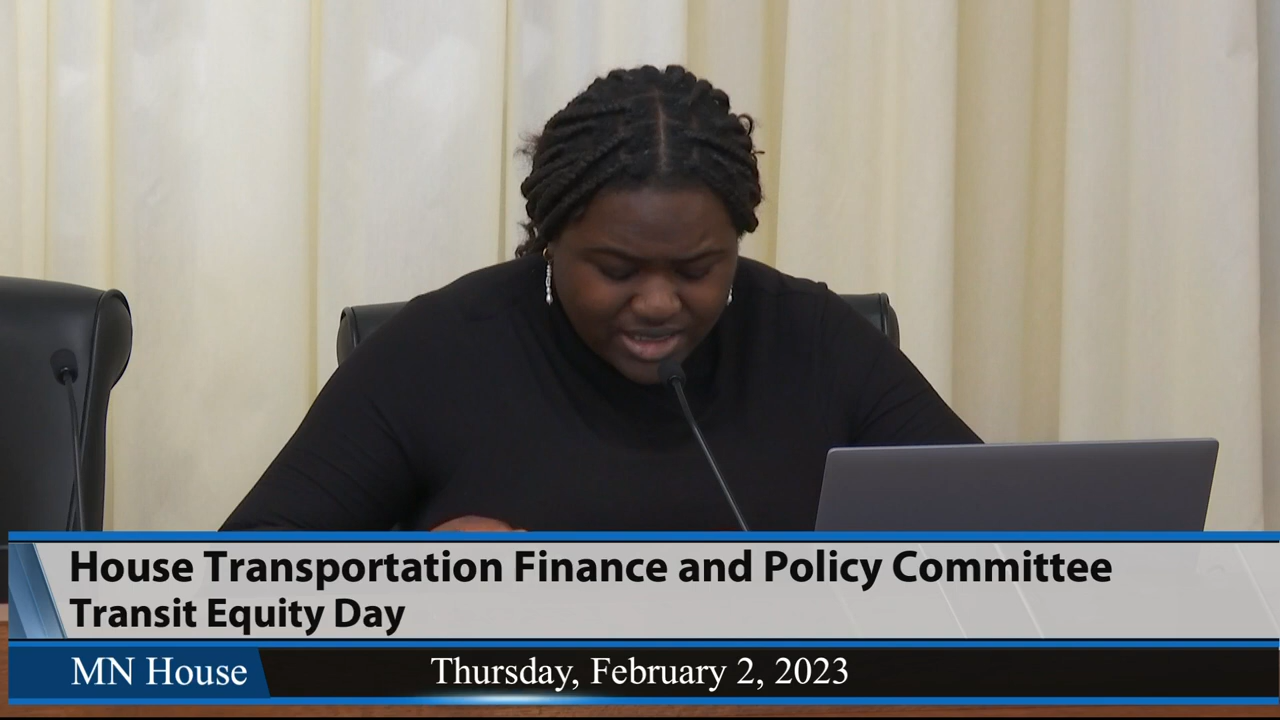 House Transportation Finance and Policy Committee
Transit Equity Day
MN House
Thursday, February 2, 2023